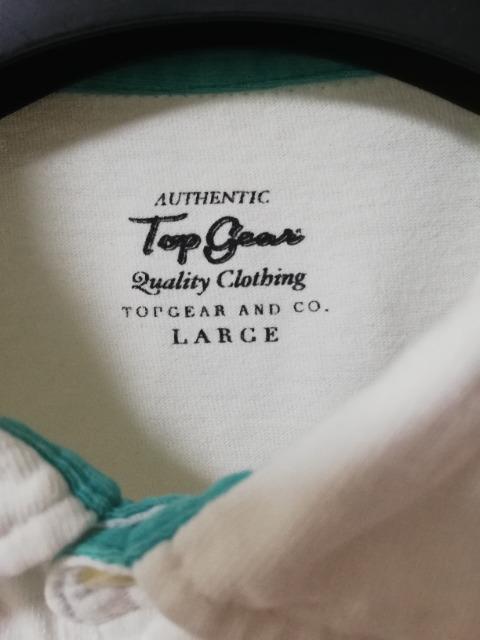 AUTHENTIC
Top Gear
Quality Clothing
TOPGEAR AND CO.
LARGE